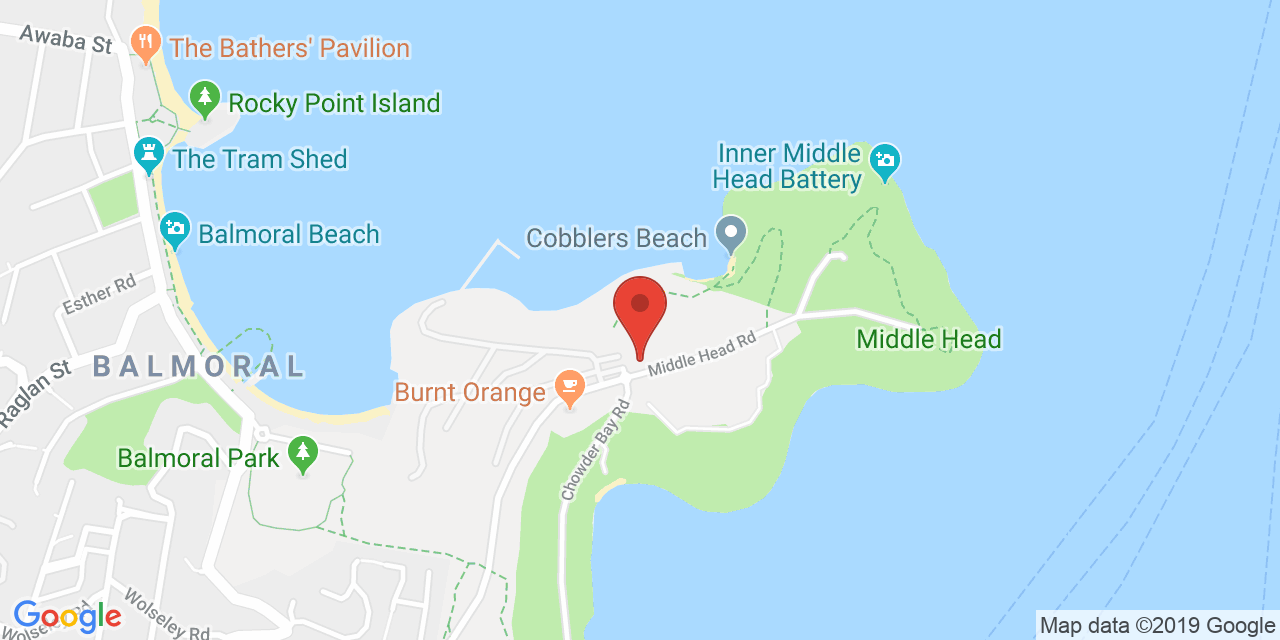 Awaba St
The Bathers' Pavilion
Rocky Point Island
The Tram Shed
Inner Middle
Head Battery
Balmoral Beach
Cobblers Beach
Esther Rd
Middle Head
Middle Head Rd
BALMORAL
Raglan St
Burnt Orange
Chowder Bay Rd
Balmoral Park
Wolseley Rd
Wolseley Rd
Google
Map data ©2019 Google